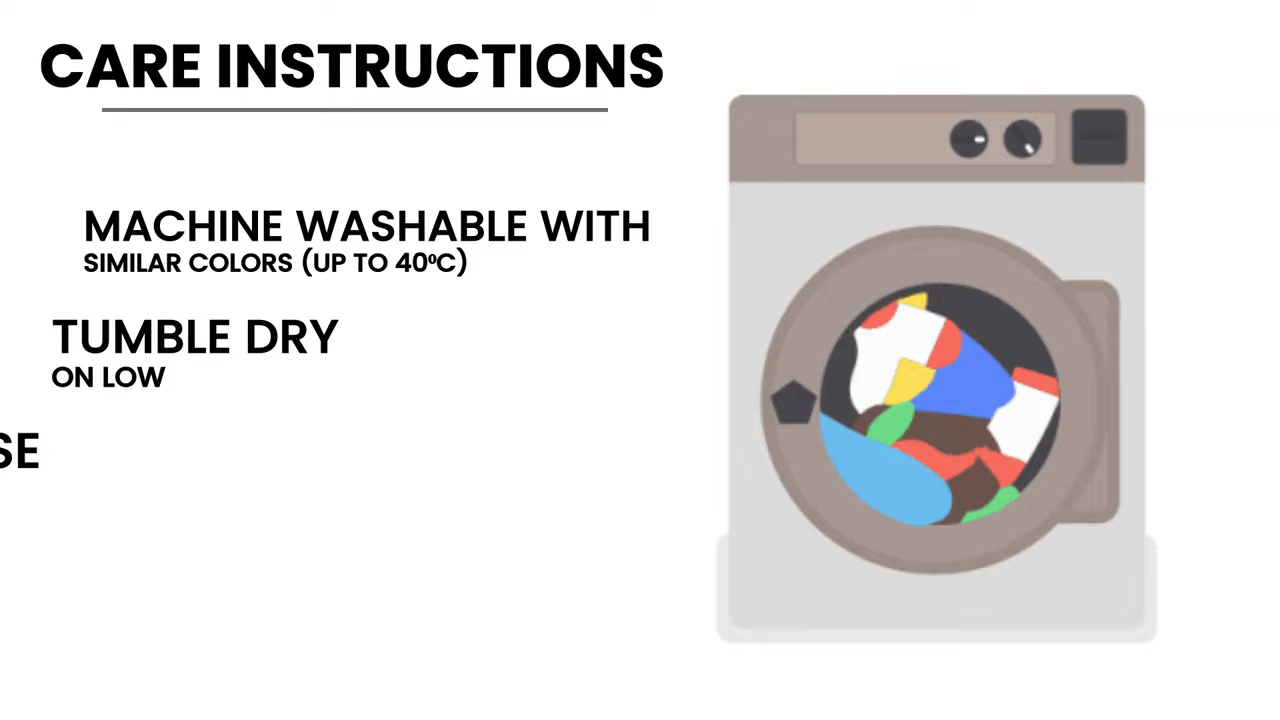 CARE INSTRUCTIONS
MACHINE WASHABLE WITH
SIMILAR COLORS (UP TO 40ºC)
TUMBLE DRY
ON LOW
SE